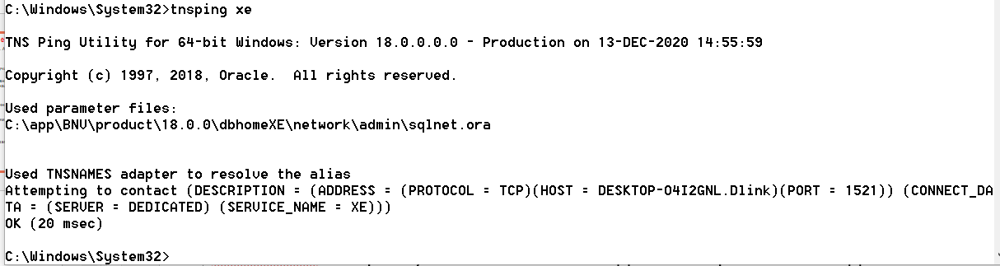 C:\Windows\System32>tnsping xe
TNS Ping Utility for 64-bit Windows: Version 18.0.0.0.0 - Production on 13-DEC-2020 14:55:59
Copyright (c) 1997, 2018, Oracle.  All rights reserved.
Used parameter files:
C:\app\BNV\product\18.0.0\dbhomeXE\network\admin\sqlnet.ora
Used TNSNAMES adapter to resolve the alias
Attempting to contact (DESCRIPTION = (ADDRESS = (PROTOCOL = TCP)(HOST = DESKTOP-O4I2GNL.Dlink)(PORT = 1521)) (CONNECT_DA
TA = (SERVER = DEDICATED) (SERVICE_NAME = XE)))
OK (20 msec)
C:\Windows\System32>